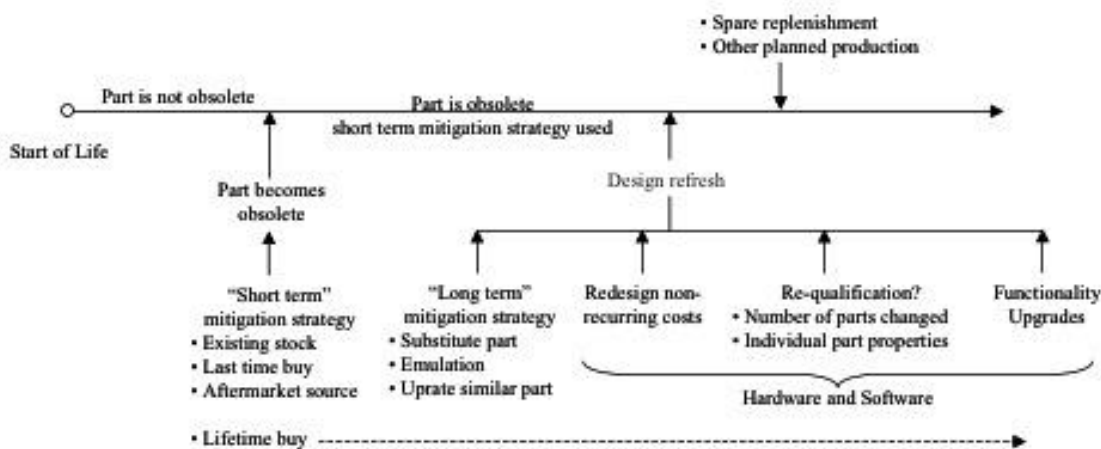 • Spare replenishment
• Other planned production
Part is not obsolete
Part is obsolete
short term mitigation strategy used
Start of Life
Part becomes
obsolete
Design refresh
“Short term”
mitigation strategy
• Existing stock
• Last time buy
• Aftermarket source
“Long term”
mitigation strategy
• Substitute part
• Emulation
• Uprate similar part
Redesign non-
recurring costs
Re-qualification?
• Number of parts changed
• Individual part properties
Functionality
Upgrades
Hardware and Software
• Lifetime buy